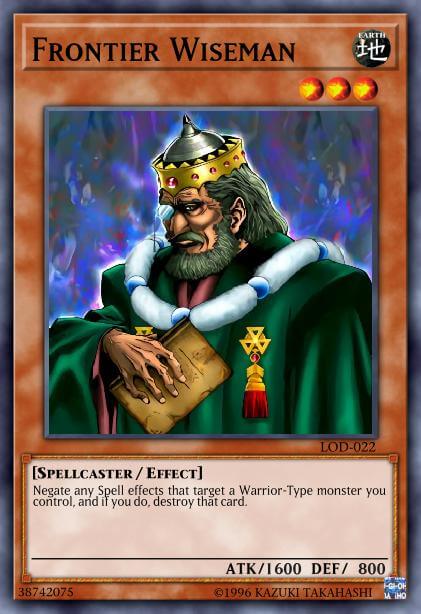 FRONTIER WISEMAN
EARTH
地
LOD-022
[SPELLCASTER / EFFECT]
Negate any Spell effects that target a Warrior-Type monster you
control, and if you do, destroy that card.
ATK/1600 DEF/ 800
38742075
©1996 KAZUKI TAKAHASHI